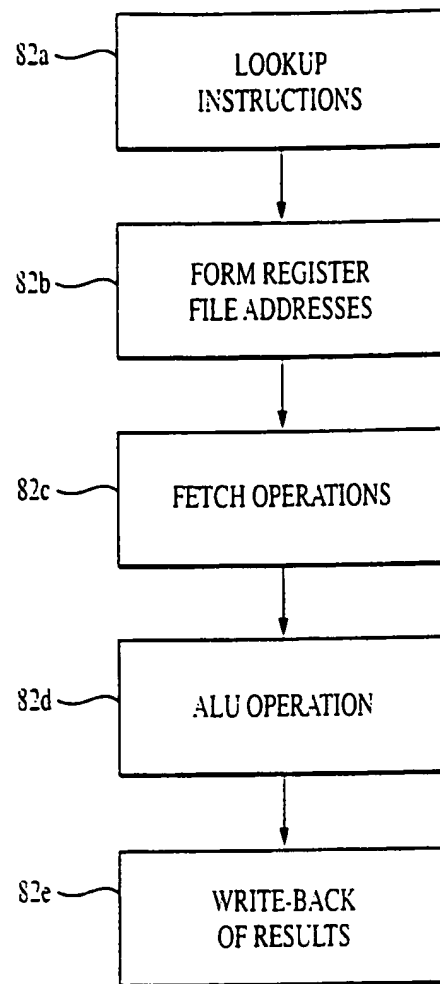 82a
LOOKUP
INSTRUCTIONS
82b
FORM REGISTER
FILE ADDRESSES
82c
FETCH OPERATIONS
82d
ALU OPERATION
82e
WRITE-BACK
OF RESULTS